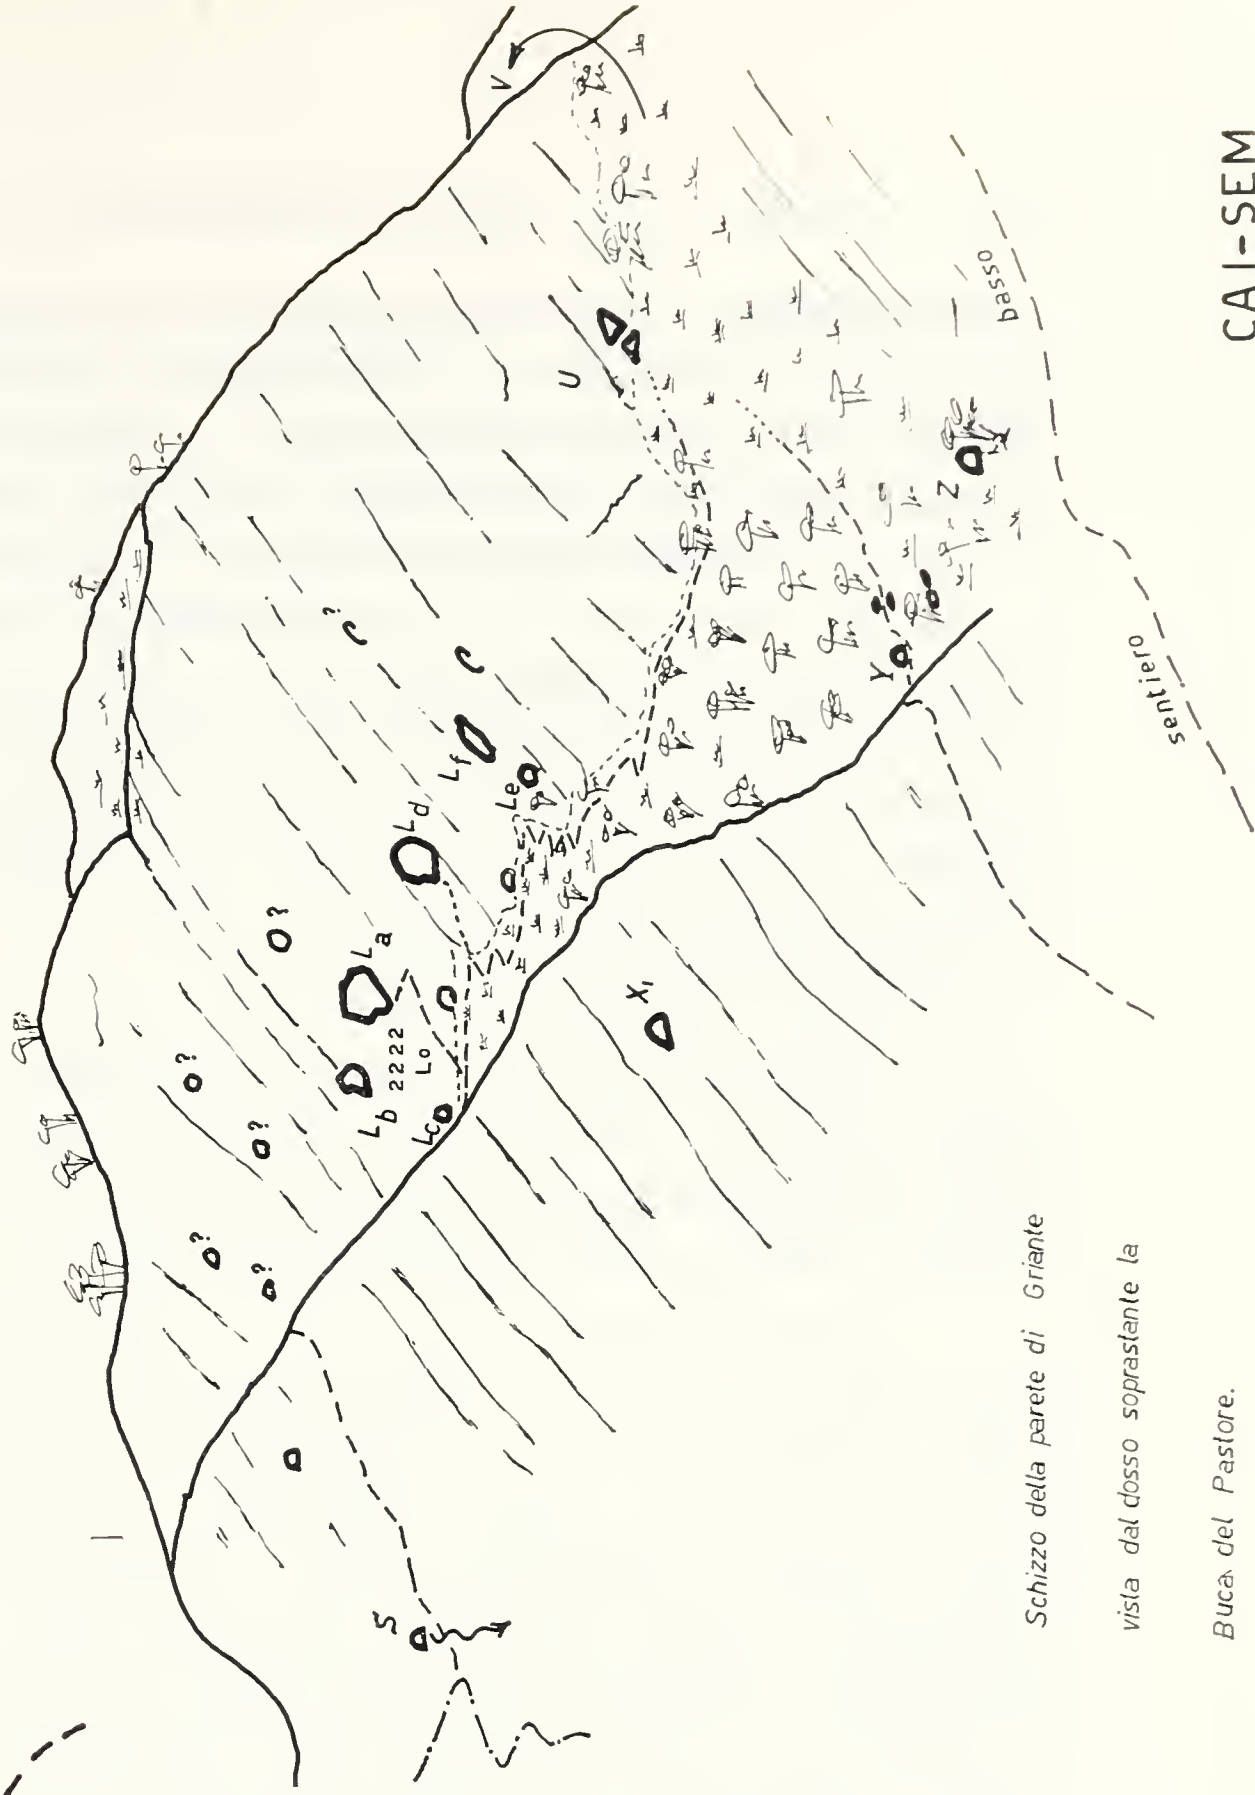 ?
?
?
?
?
?
V
U
Lf
Le
Ld
La
Lb
2222
Lo
Lc
S
X1
Y
Z
basso
sentiero
Schizzo della parete di Griante
vista dal dosso soprastante la
Buca del Pastore.
CAI-SEM